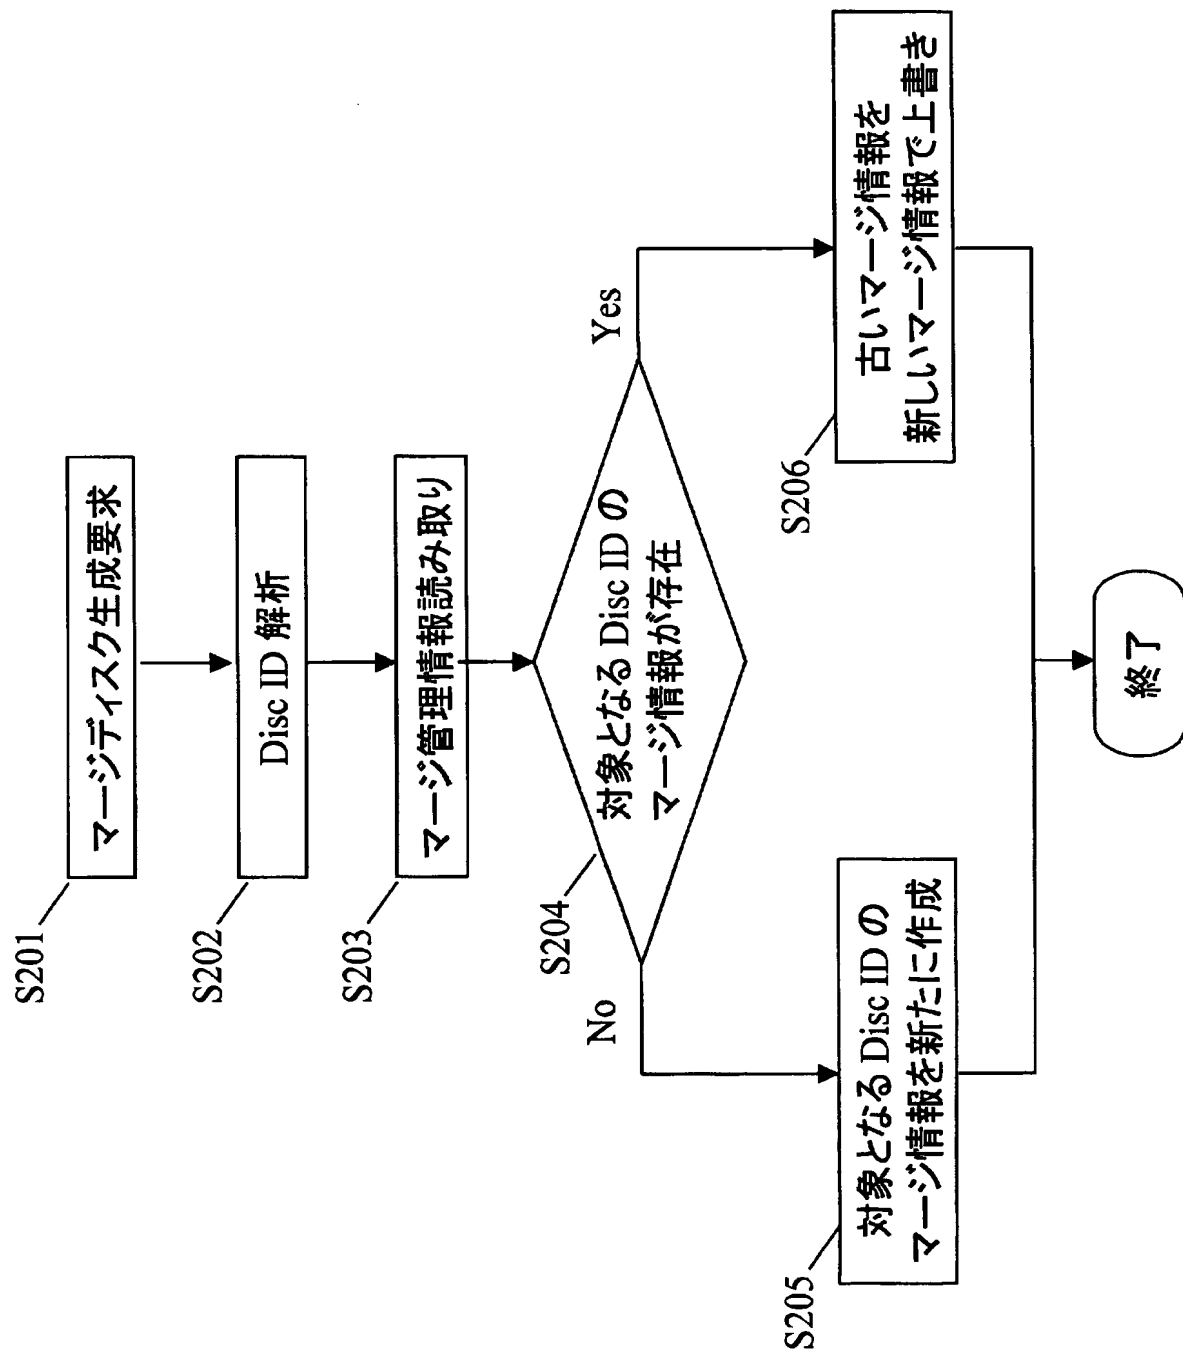 S201
マージディスク生成要求
S202
Disc ID 解析
S203
マージ管理情報読み取り
S204
対象となる Disc ID の
マージ情報が存在
No
Yes
S205
対象となる Disc ID の
マージ情報を新たに作成
S206
古いマージ情報を
新しいマージ情報で上書き
終了